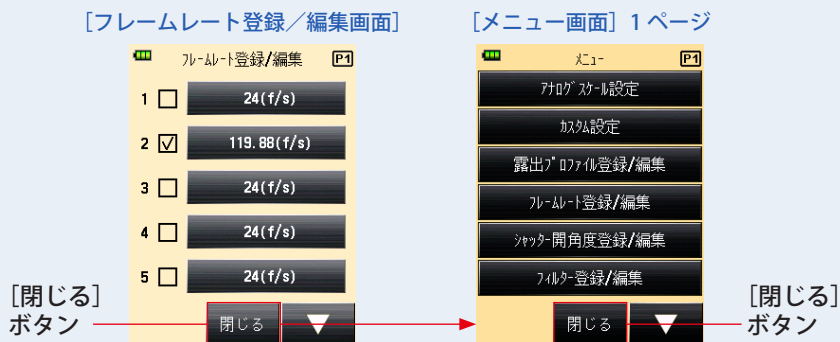 ［フレームレート登録／編集画面］
［メニュー画面］1 ページ
ﾌﾚｰﾑﾚｰﾄ登録/編集 P1
1 24(f/s)
2 119.88(f/s)
3 24(f/s)
4 24(f/s)
5 24(f/s)
閉じる
［閉じる］
ボタン
ﾒﾆｭｰ P1
ｱﾅﾛｸﾞｽｹｰﾙ設定
ｶｽﾀﾑ設定
露出ﾌﾟﾛﾌｧｲﾙ登録/編集
ﾌﾚｰﾑﾚｰﾄ登録/編集
ｼｬｯﾀｰ開角度登録/編集
ﾌｨﾙﾀｰ登録/編集
閉じる
［閉じる］
ボタン